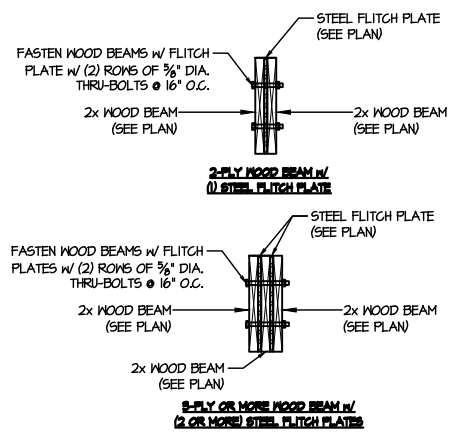 STEEL FLITCH PLATE
(SEE PLAN)
FASTEN WOOD BEAMS w/ FLITCH
PLATE w/ (2) ROWS OF 5/8" DIA.
THRU-BOLTS @ 16" O.C.
2x WOOD BEAM
(SEE PLAN)
2x WOOD BEAM
(SEE PLAN)
2-PLY WOOD BEAM w/
(1) STEEL FLITCH PLATE
STEEL FLITCH PLATE
(SEE PLAN)
FASTEN WOOD BEAMS w/ FLITCH
PLATES w/ (2) ROWS OF 5/8" DIA.
THRU-BOLTS @ 16" O.C.
2x WOOD BEAM
(SEE PLAN)
2x WOOD BEAM
(SEE PLAN)
2x WOOD BEAM
(SEE PLAN)
3-PLY OR MORE WOOD BEAM w/
(2 OR MORE) STEEL FLITCH PLATES